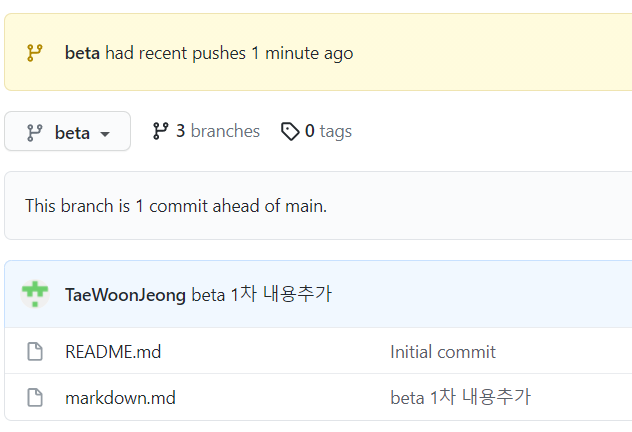 beta had recent pushes 1 minute ago
beta 3 branches 0 tags
This branch is 1 commit ahead of main.
TaeWoonJeong beta 1차 내용추가
README.md Initial commit
markdown.md beta 1차 내용추가